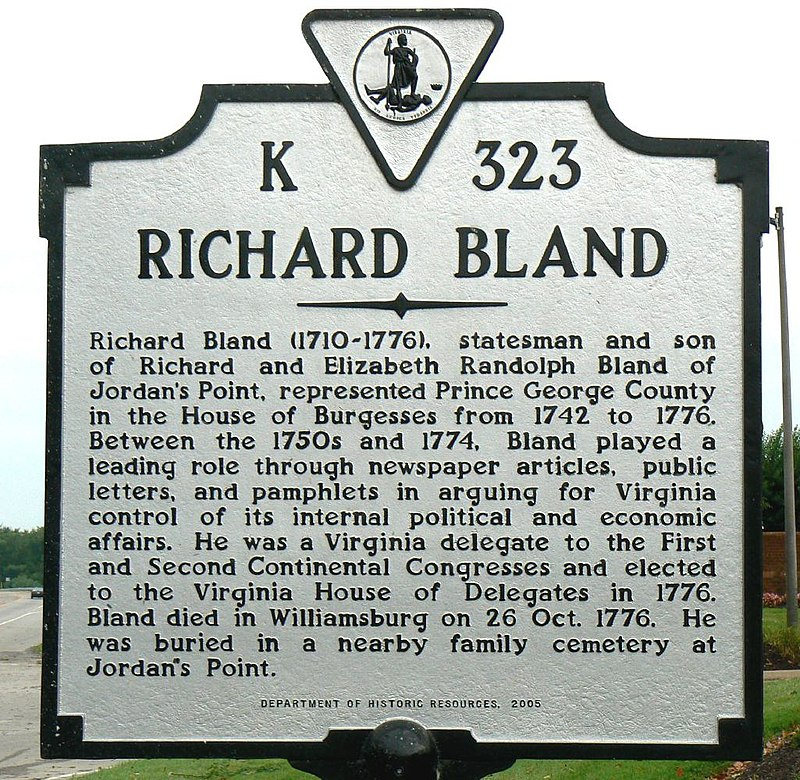 VIRGINIA
K 323
RICHARD BLAND
Richard Bland (1710-1776), statesman and son
of Richard and Elizabeth Randolph Bland of
Jordan's Point, represented Prince George County
in the House of Burgesses from 1742 to 1776.
Between the 1750s and 1774, Bland played a
leading role through newspaper articles, public
letters, and pamphlets in arguing for Virginia
control of its internal political and economic
affairs. He was a Virginia delegate to the First
and Second Continental Congresses and elected
to the Virginia House of Delegates in 1776.
Bland died in Williamsburg on 26 Oct. 1776. He
was buried in a nearby family cemetery at
Jordan's Point.
DEPARTMENT OF HISTORIC RESOURCES, 2005